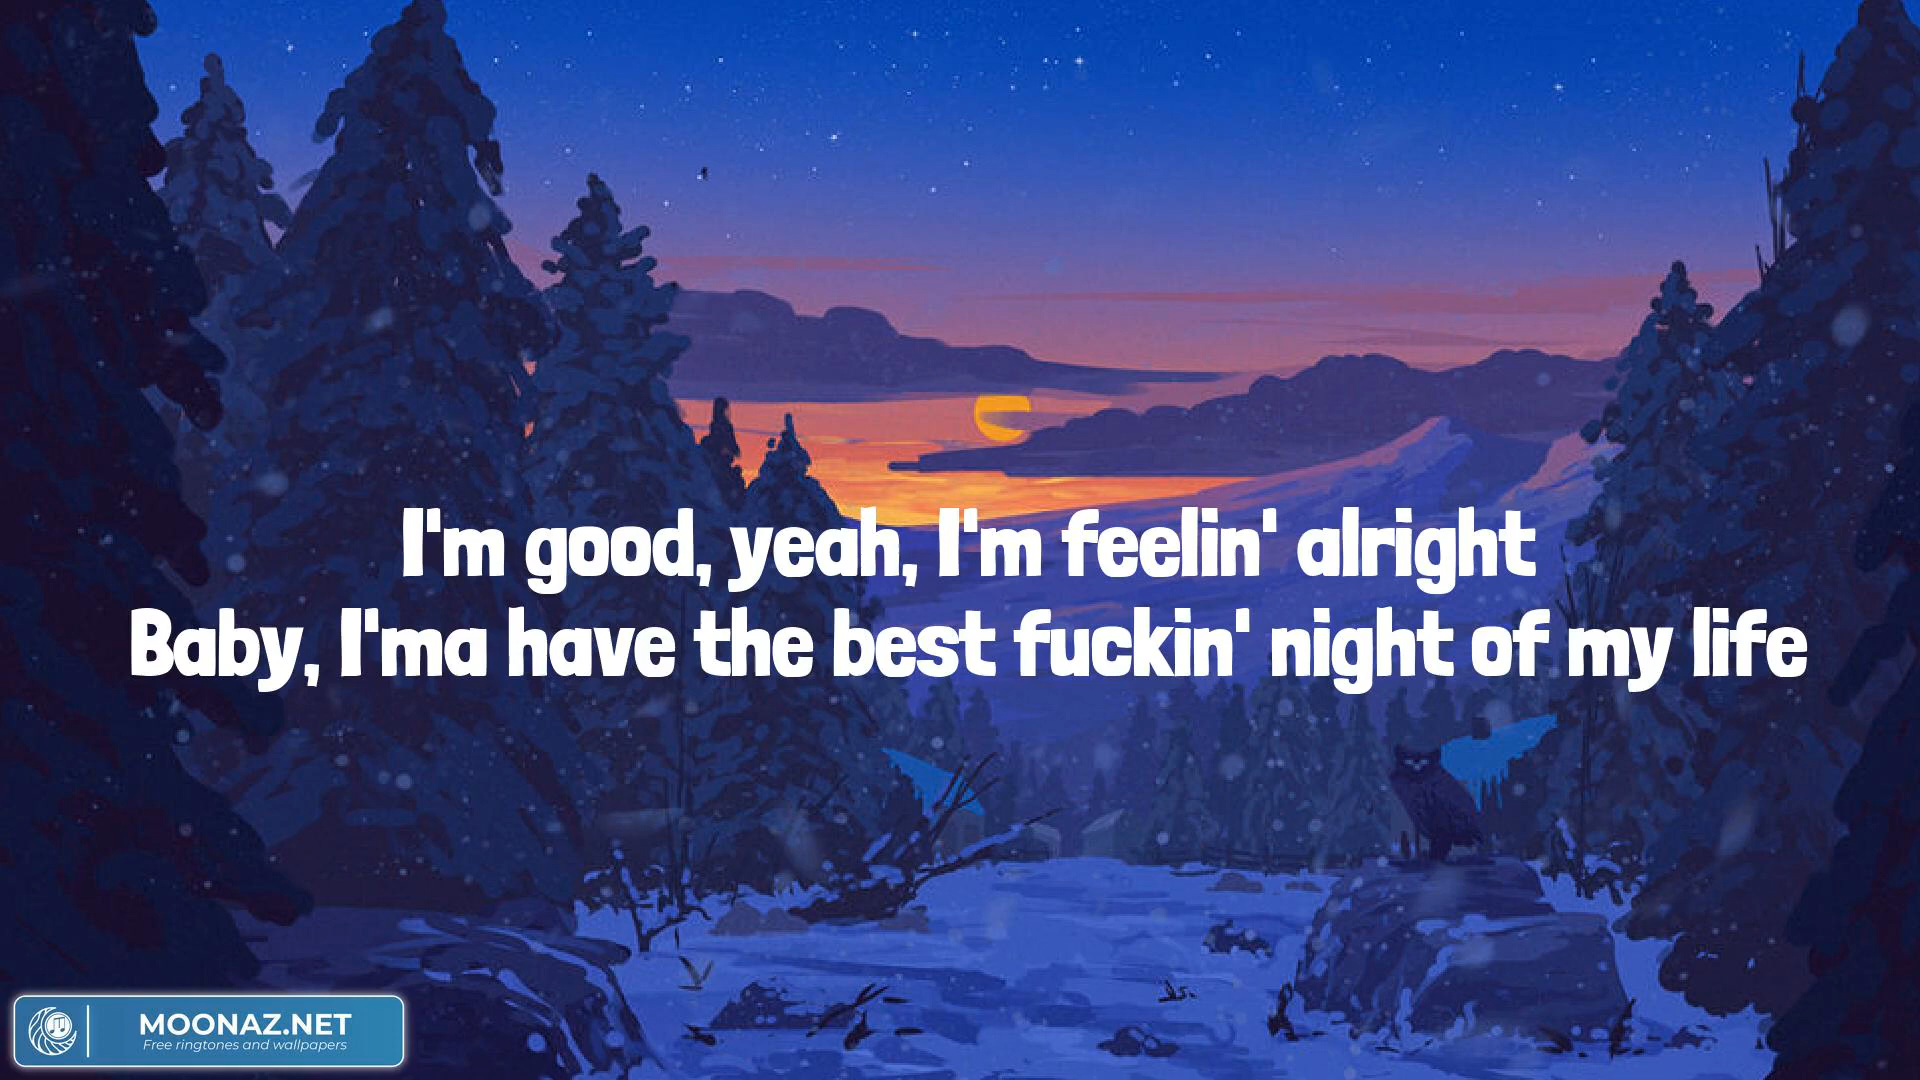 I'm good, yeah, I'm feelin' alright
Baby, I'ma have the best fuckin' night of my life
MOONAZ.NET
Free ringtones and wallpapers